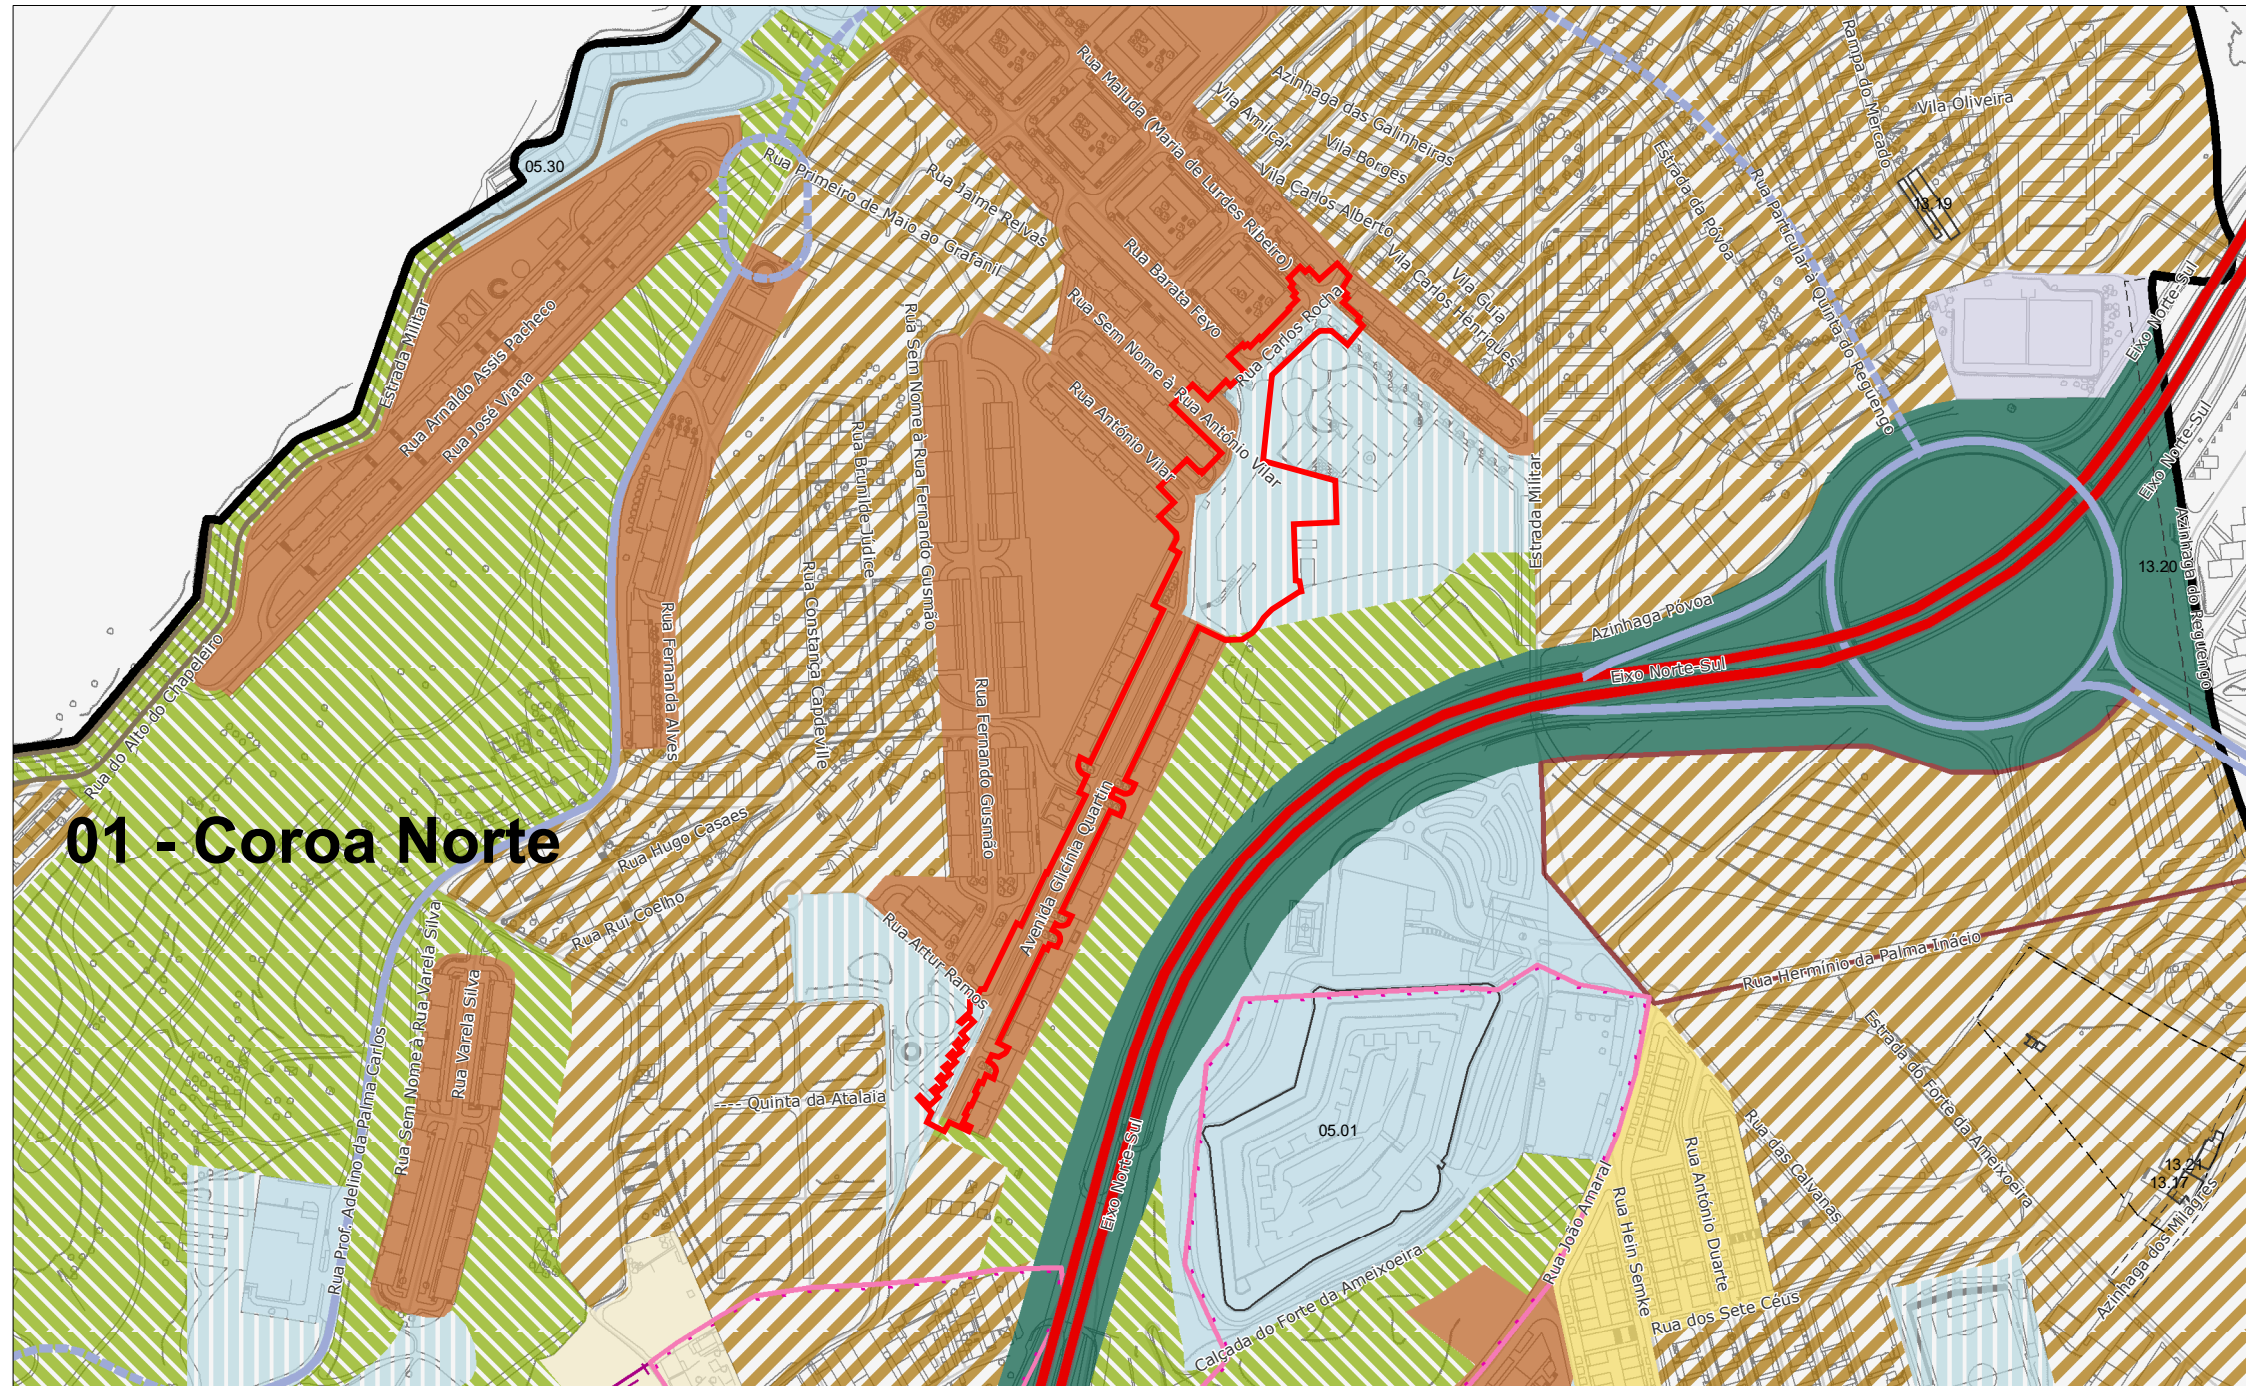 Rua Maluda (Maria de Lurdes Ribeiro)
Azinhaga das Galinheiras
Vila Amílcar
Vila Borges
Vila Carlos Alberto
Vila Carlos Henriques
Vila Guia
Rampa do Mercado
Vila Oliveira
Estrada da Póvoa
Rua Particular à Quinta do Reguengo
13.19
05.30
Rua Primeiro de Maio ao Grafanil
Rua Jaime Relvas
Rua Barata Feyo
Rua Sem Nome à Rua António Vilar
Rua Carlos Rocha
Rua António Vilar
Estrada Militar
Rua Arnaldo Assis Pacheco
Rua José Viana
Rua Sem Nome à Rua Fernando Gusmão
Rua Brunilde Júdice
Rua Constança Capdeville
Rua Fernanda Alves
Rua Fernando Gusmão
Estrada Militar
Azinhaga Póvoa
Eixo Norte-Sul
Eixo Norte-Sul
Eixo Norte-Sul
13.20
Azinhaga do Reguengo
Rua do Alto do Chapeleiro
01 - Coroa Norte
Rua Hugo Casaes
Rua Rui Coelho
Avenida Glicínia Quartin
Rua Artur Ramos
Rua Varela Silva
Rua Sem Nome à Rua Varela Silva
Rua Prof. Adelino da Palma Carlos
Quinta da Atalaia
Eixo Norte-Sul
05.01
Rua Hermínio da Palma Inácio
Estrada do Forte da Ameixoeira
Rua das Calvanas
Rua António Duarte
Rua Hein Semke
Rua João Amaral
Rua dos Sete Céus
Calçada do Forte da Ameixoeira
13.21
13.17
Azinhaga dos Milagres